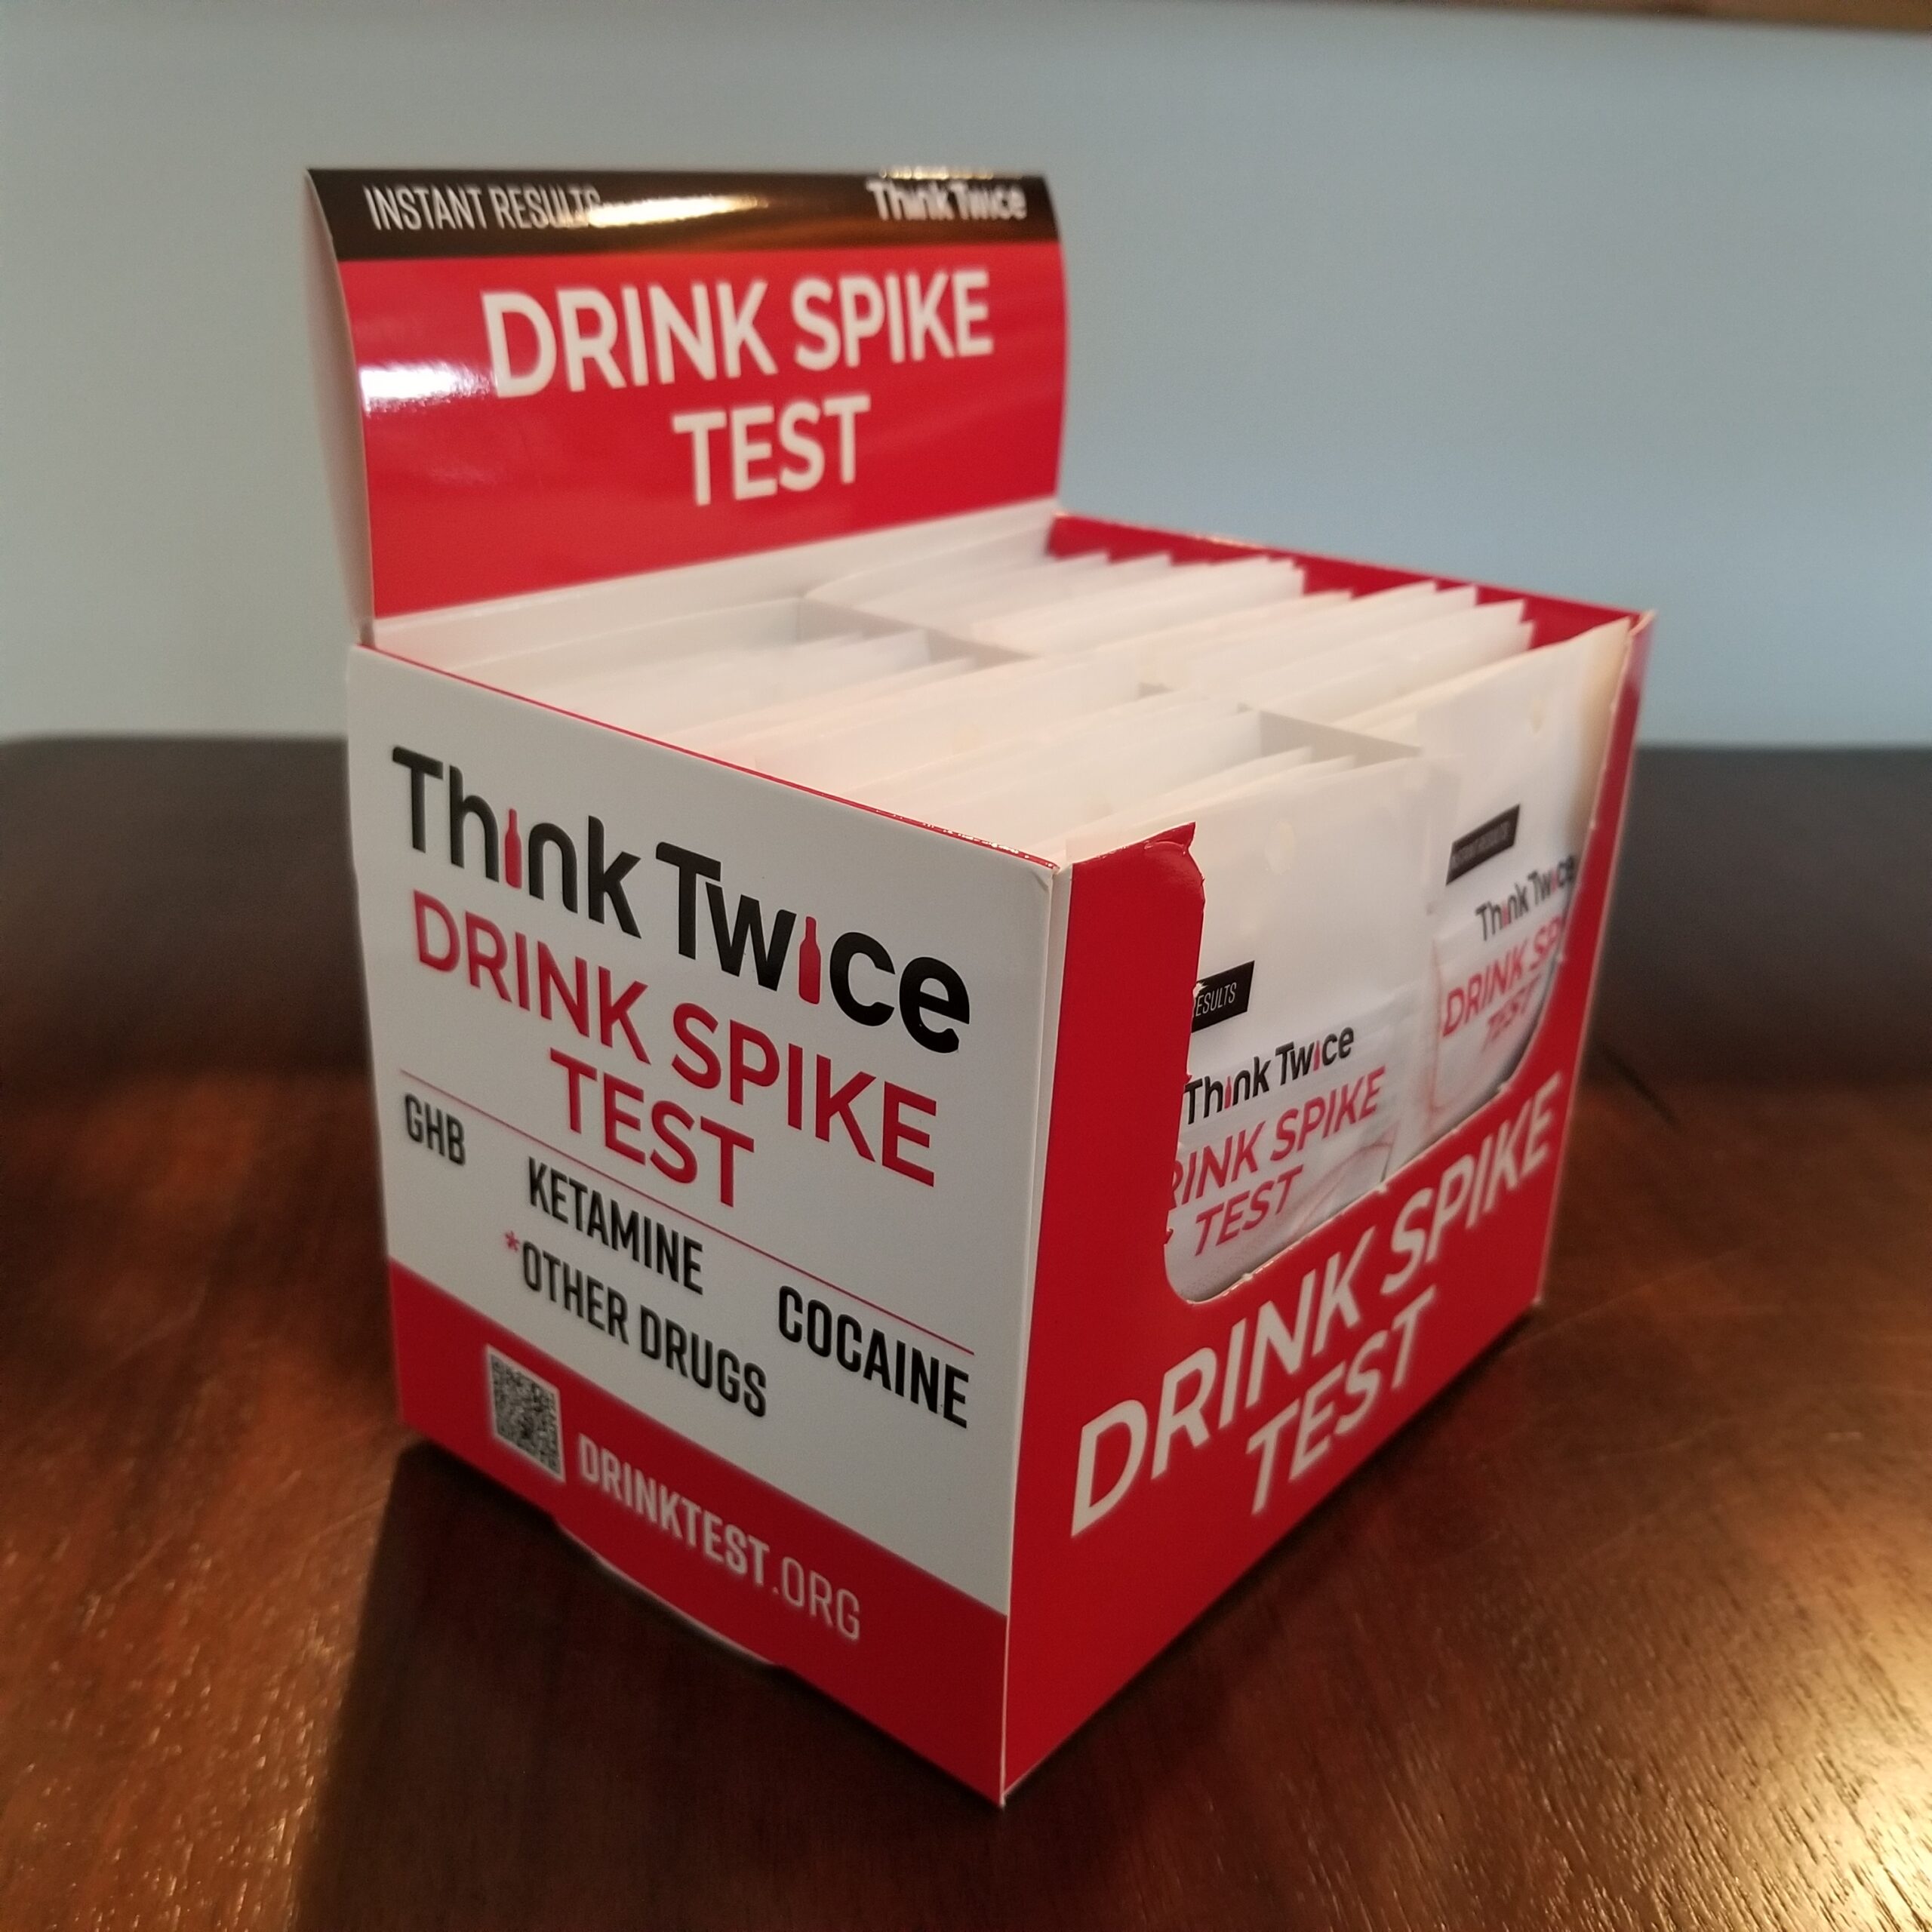 INSTANT RESULTS
Think Twice
DRINK SPIKE
TEST
Think Twice
DRINK SPIKE
TEST
GHB
KETAMINE
COCAINE
*OTHER DRUGS
DRINKTEST.ORG
RESULTS
Think Twice
DRINK SPIKE
TEST
Think Twice
DRINK SP
TEST
DRINK SPIKE
TEST